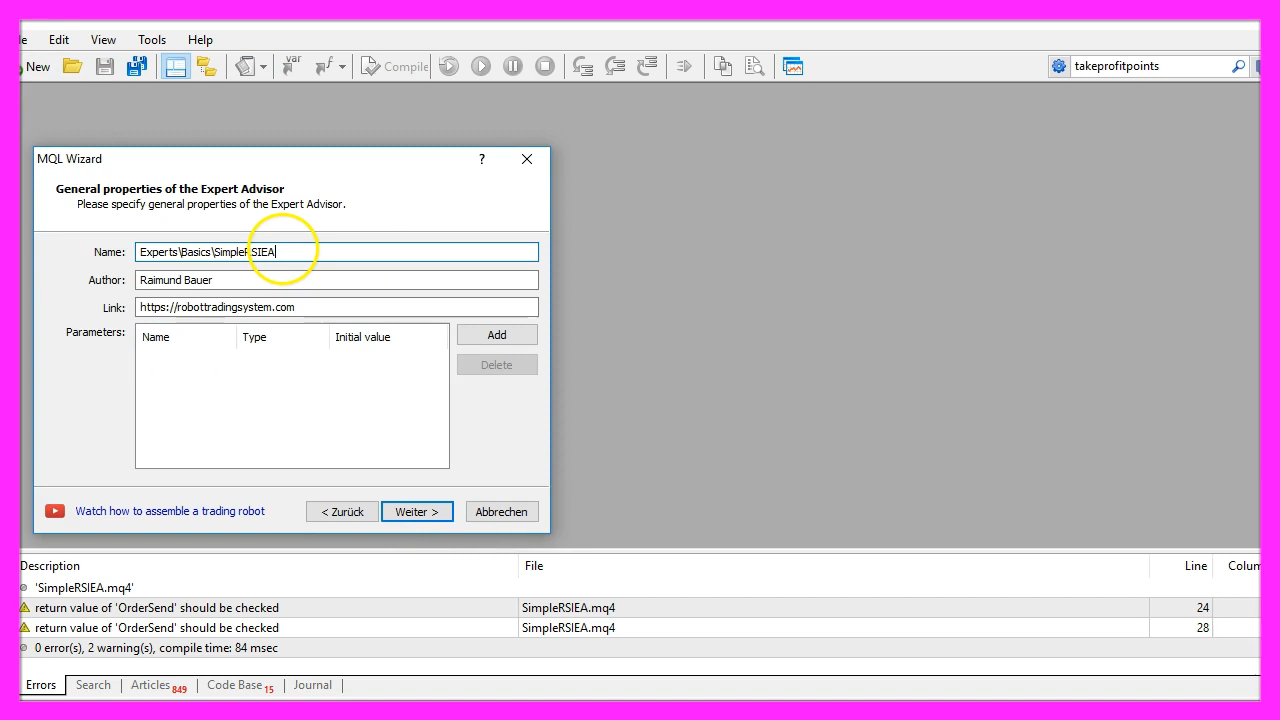 Edit View Tools Help
New Compile takeprofitpoints
MQL Wizard ?
General properties of the Expert Advisor
Please specify general properties of the Expert Advisor.
Name: Experts\Basics\SimpleRSIEA
Author: Raimund Bauer
Link: https://robottradingsystem.com
Parameters: Name Type Initial value Add
Delete
Watch how to assemble a trading robot < Zurück Weiter > Abbrechen
Description File Line Colum
'SimpleRSIEA.mq4'
return value of 'OrderSend' should be checked SimpleRSIEA.mq4 24
return value of 'OrderSend' should be checked SimpleRSIEA.mq4 28
0 error(s), 2 warning(s), compile time: 84 msec
Errors Search Articles 849 Code Base 15 Journal